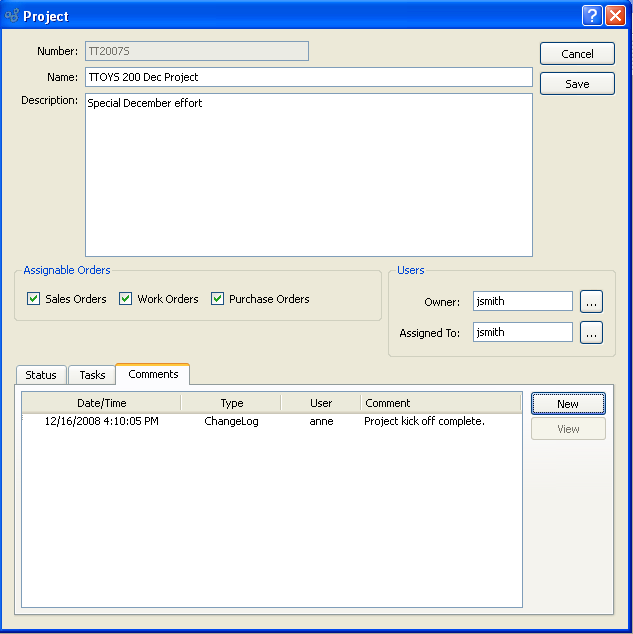 Project
Number: TT2007S
Cancel
Name: TTOYS 200 Dec Project
Save
Description: Special December effort
Assignable Orders
Sales Orders Work Orders Purchase Orders
Users
Owner: jsmith ...
Assigned To: jsmith ...
Status Tasks Comments
Date/Time Type User Comment
12/16/2008 4:10:05 PM ChangeLog anne Project kick off complete.
New
View